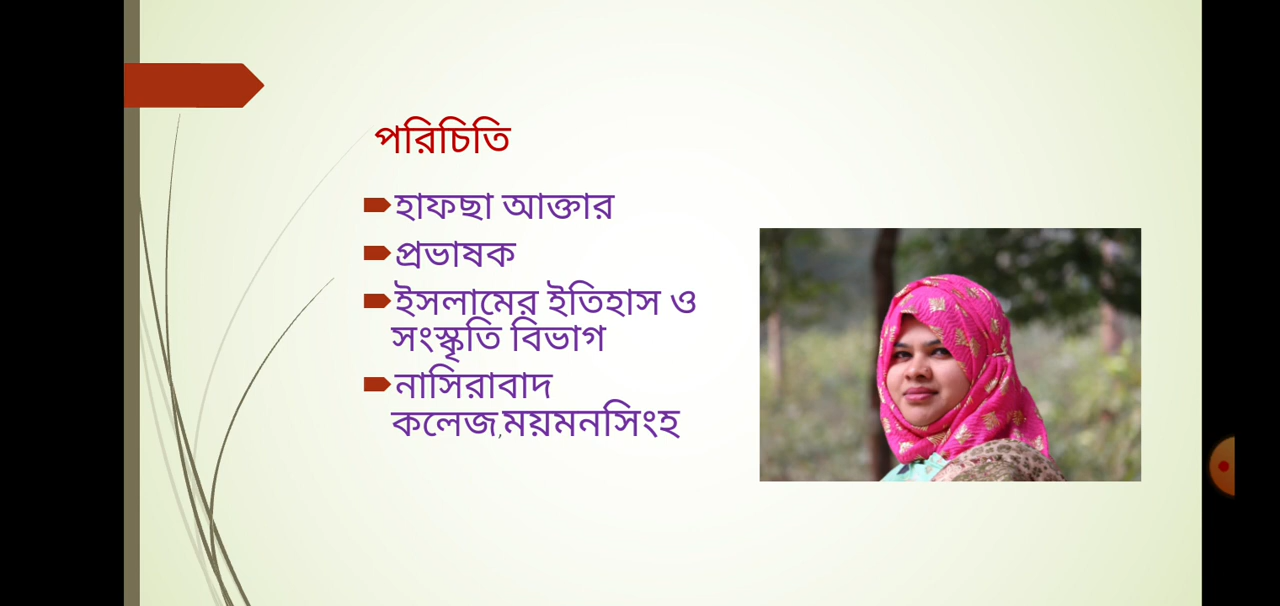 পরিচিতি
হাফছা আক্তার
প্রভাষক
ইসলামের ইতিহাস ও
সংস্কৃতি বিভাগ
নাসিরাবাদ
কলেজ,ময়মনসিংহ